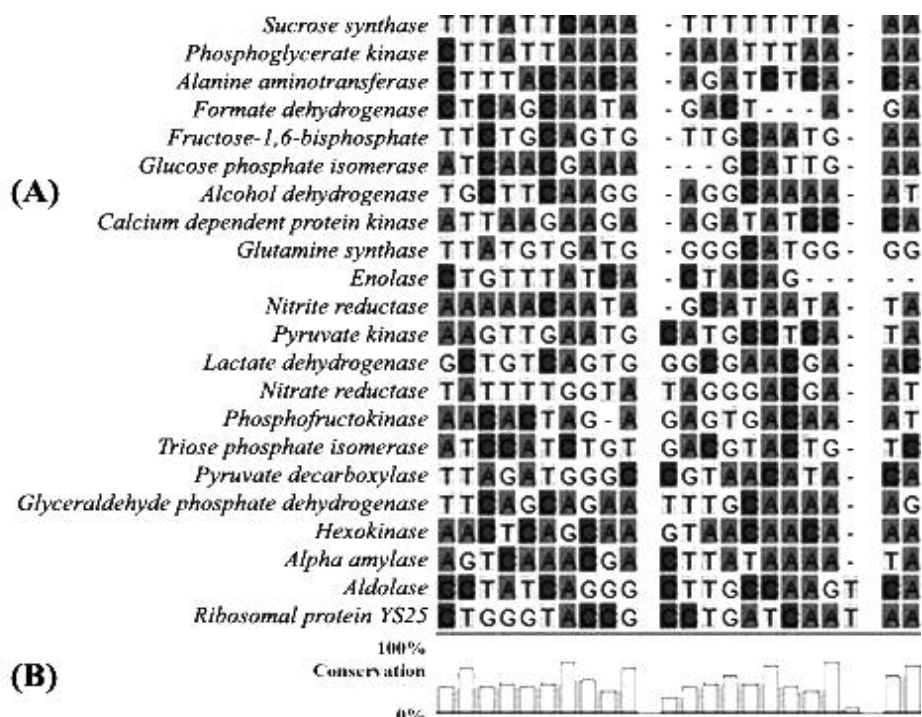 Sucrose synthase TTTATTCAAA -TTTTTTTA- AA
Phosphoglycerate kinase CTTATTAAAA -AAATTTAA- AA
Alanine aminotransferase CTTTACAACA -AGATCTCA- CA
(A)
Formate dehydrogenase CTCAGCAATA -GACT---A- GA
Fructose-1,6-bisphosphate TTCTGCAGTG -TTGCAATG- AA
Glucose phosphate isomerase ATCAACGAAA ---GCATTG- AA
Alcohol dehydrogenase TGCTTCAAGG -AGGCAAAA- AT
Calcium dependent protein kinase ATTAAGAAGA -AGATATCC- CA
Glutamine synthase TTATGTGATG -GGGCATGG- GG
Enolase CTGTTTATCA -CTACAG--- --
Nitrite reductase AAAAACAATA -GCATAATA- TA
Pyruvate kinase AAGTTGAATG CATGCCTCA- TA
Lactate dehydrogenase GCTGTCAGTG GGCGAACGA- AC
Nitrate reductase TATTTTGGTA TAGGGACGA- AT
Phosphofructokinase AACACTAG-A GAGTGACAA- AT
Triose phosphate isomerase ATCCATCTGT GACGTACTG- TC
Pyruvate decarboxylase TTAGATGGGC CGTAACATA- CA
Glyceraldehyde phosphate dehydrogenase TTCAGCAGAA TTTGCAAAA- AG
Hexokinase AACTCAGCAA GTAACAACA- AA
Alpha amylase AGTCAAACGA CTTATAAAA- TA
Aldolase CCTATCAGGG CTTGCCAAGT CA
Ribosomal protein YS25 CTGGGTACCG CCTGATCAAT AA
100%
(B) Conservation
0%